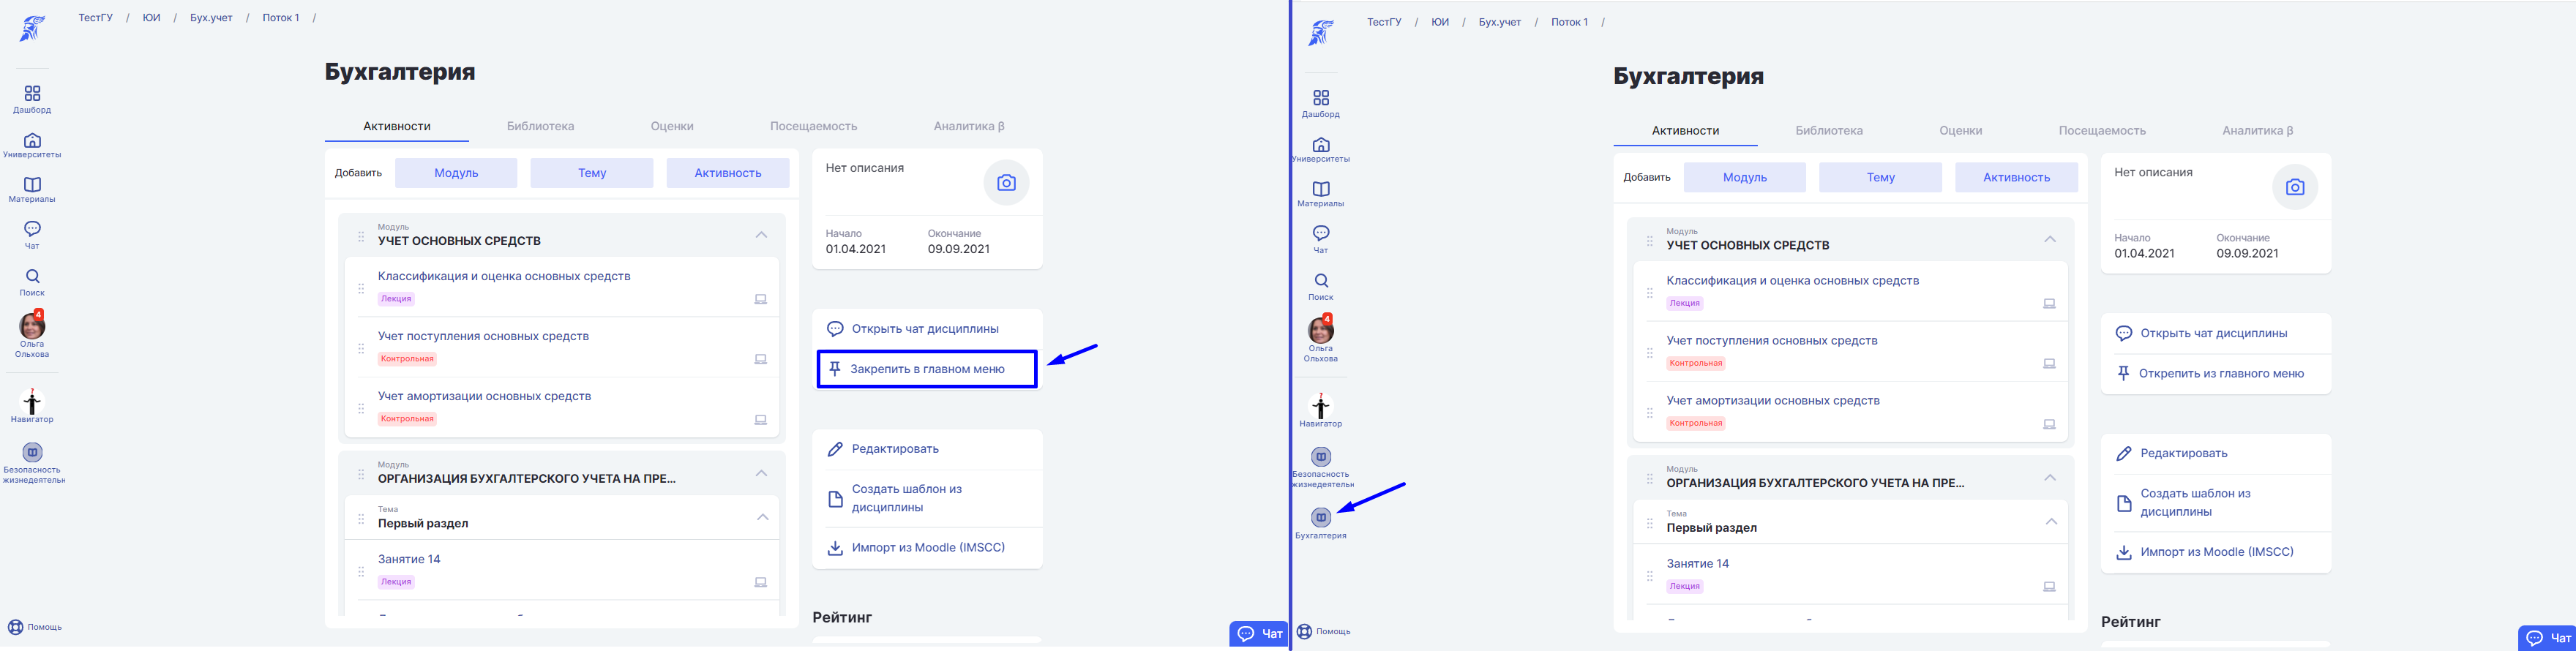 ТестГУ / ЮИ / Бух.учет / Поток 1 /
Дашборд
Университеты
Материалы
Чат
Поиск
4
Ольга
Ольхова
Навигатор
Безопасность
жизнедеятельн
Помощь
Бухгалтерия
Активности Библиотека Оценки Посещаемость Аналитика β
Добавить Модуль Тему Активность
Модуль
УЧЕТ ОСНОВНЫХ СРЕДСТВ
Классификация и оценка основных средств
Лекция
Учет поступления основных средств
Контрольная
Учет амортизации основных средств
Контрольная
Модуль
ОРГАНИЗАЦИЯ БУХГАЛТЕРСКОГО УЧЕТА НА ПРЕ...
Тема
Первый раздел
Занятие 14
Лекция
Нет описания
Начало Окончание
01.04.2021 09.09.2021
Открыть чат дисциплины
Закрепить в главном меню
Редактировать
Создать шаблон из
дисциплины
Импорт из Moodle (IMSCC)
Рейтинг
Чат
ТестГУ / ЮИ / Бух.учет / Поток 1 /
Дашборд
Университеты
Материалы
Чат
Поиск
4
Ольга
Ольхова
Навигатор
Безопасность
жизнедеятельн
Бухгалтерия
Помощь
Бухгалтерия
Активности Библиотека Оценки Посещаемость Аналитика β
Добавить Модуль Тему Активность
Модуль
УЧЕТ ОСНОВНЫХ СРЕДСТВ
Классификация и оценка основных средств
Лекция
Учет поступления основных средств
Контрольная
Учет амортизации основных средств
Контрольная
Модуль
ОРГАНИЗАЦИЯ БУХГАЛТЕРСКОГО УЧЕТА НА ПРЕ...
Тема
Первый раздел
Занятие 14
Лекция
Нет описания
Начало Окончание
01.04.2021 09.09.2021
Открыть чат дисциплины
Открепить из главного меню
Редактировать
Создать шаблон из
дисциплины
Импорт из Moodle (IMSCC)
Рейтинг
Чат